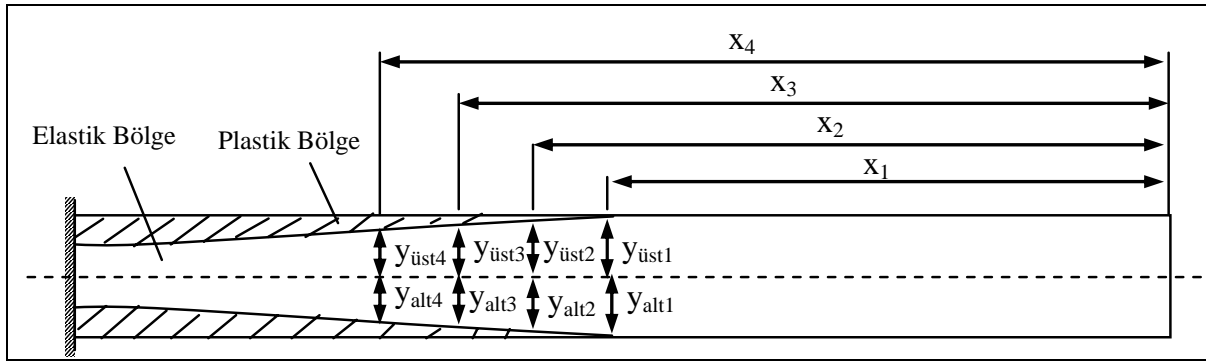 x₄
x₃
x₂
x₁
Elastik Bölge
Plastik Bölge
yüst4 yüst3 yüst2 yüst1
yalt4 yalt3 yalt2 yalt1